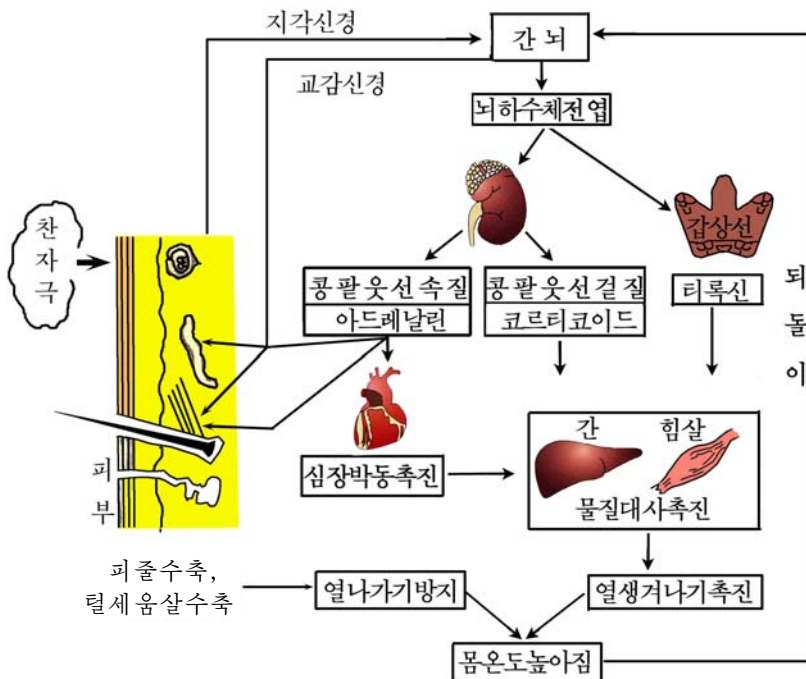 지각신경
간뇌
교감신경
뇌하수체전엽
찬
자
극
갑상선
콩팥웃선속질
아드레날린
콩팥웃선겉질
코르티코이드
티록신
되
돌
이
간
힘살
물질대사촉진
심장박동촉진
피
부
피줄수축,
털세움살수축
열나가기방지
열생겨나기촉진
몸온도높아짐